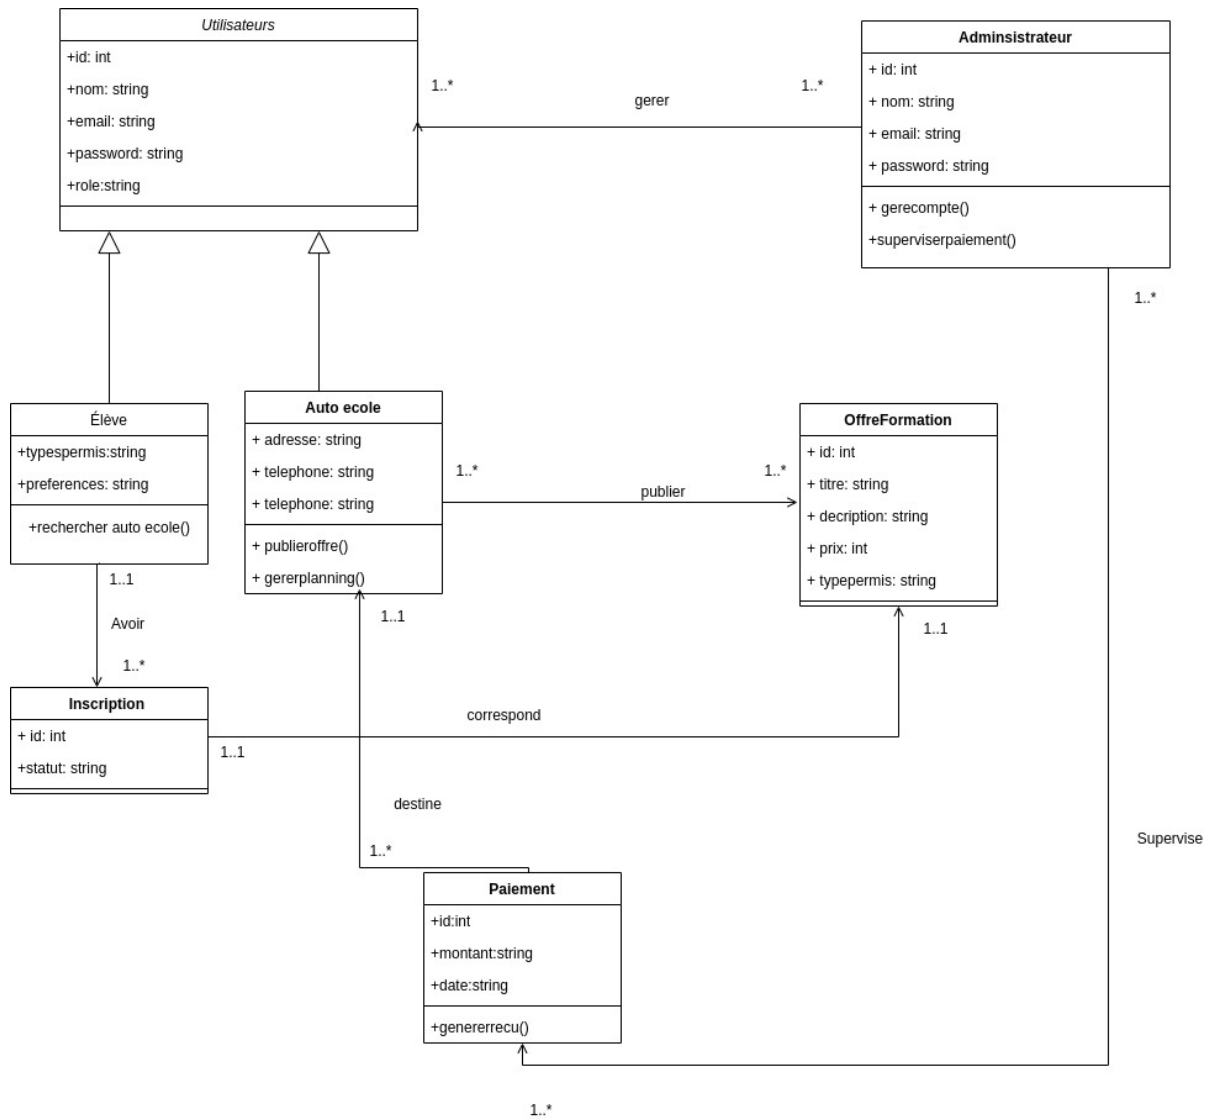 Utilisateurs
+id: int
+nom: string
+email: string
+password: string
+role:string
1..*
gerer
1..*
Adminsistrateur
+ id: int
+ nom: string
+ email: string
+ password: string
+ gerecompte()
+superviserpaiement()
1..*
Élève
+typespermis:string
+preferences: string
+rechercher auto ecole()
1..1
Avoir
1..*
Auto ecole
+ adresse: string
+ telephone: string
+ telephone: string
+ publieroffre()
+ gererplanning()
1..1
1..*
publier
1..*
OffreFormation
+ id: int
+ titre: string
+ decription: string
+ prix: int
+ typepermis: string
1..1
Inscription
+ id: int
+statut: string
1..1
correspond
destine
1..*
Supervise
Paiement
+id:int
+montant:string
+date:string
+genererrecu()
1..*